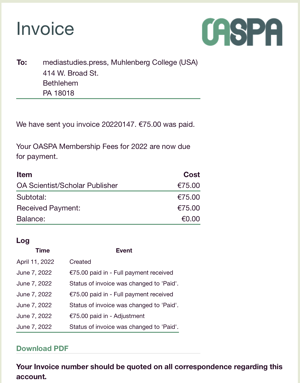 Invoice
OASPA
To: mediastudies.press, Muhlenberg College (USA)
414 W. Broad St.
Bethlehem
PA 18018
We have sent you invoice 20220147. €75.00 was paid.
Your OASPA Membership Fees for 2022 are now due
for payment.
Item Cost
OA Scientist/Scholar Publisher €75.00
Subtotal: €75.00
Received Payment: €75.00
Balance: €0.00
Log
Time Event
April 11, 2022 Created
June 7, 2022 €75.00 paid in - Full payment received
June 7, 2022 Status of invoice was changed to 'Paid'.
June 7, 2022 €75.00 paid in - Full payment received
June 7, 2022 Status of invoice was changed to 'Paid'.
June 7, 2022 €75.00 paid in - Adjustment
June 7, 2022 Status of invoice was changed to 'Paid'.
Download PDF
Your Invoice number should be quoted on all correspondence regarding this
account.